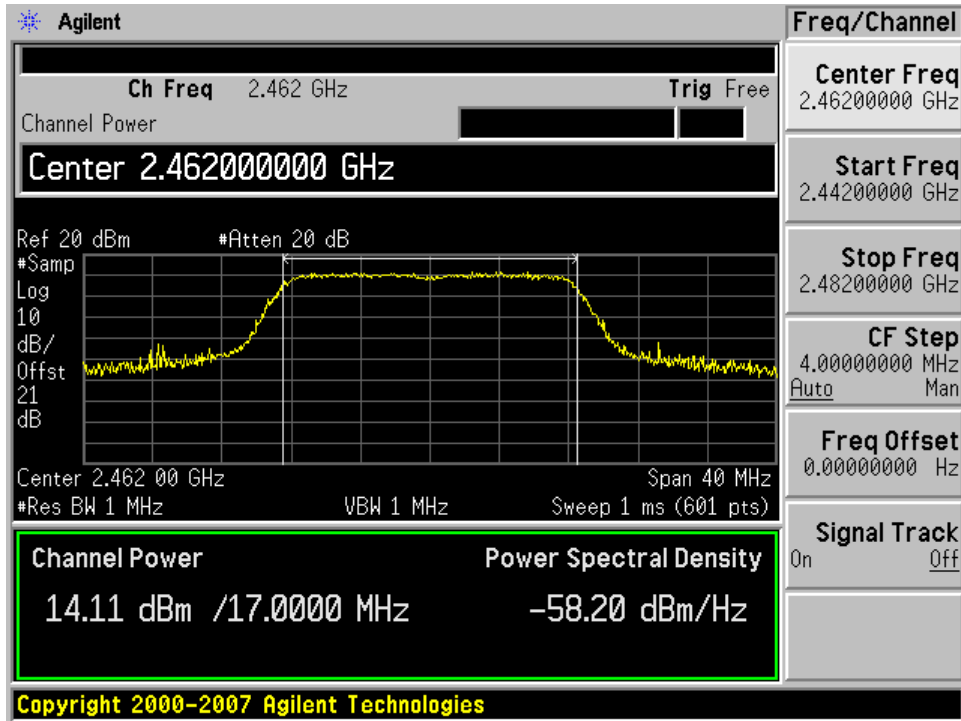 Agilent
Freq/Channel
Ch Freq 2.462 GHz Trig Free
Channel Power
Center 2.462000000 GHz
Ref 20 dBm #Atten 20 dB
#Samp
Log
10
dB/
Offst
21
dB
Center 2.462 00 GHz Span 40 MHz
#Res BW 1 MHz VBW 1 MHz Sweep 1 ms (601 pts)
Channel Power Power Spectral Density
14.11 dBm /17.0000 MHz -58.20 dBm/Hz
Copyright 2000-2007 Agilent Technologies
Center Freq
2.46200000 GHz
Start Freq
2.44200000 GHz
Stop Freq
2.48200000 GHz
CF Step
4.00000000 MHz
Auto Man
Freq Offset
0.00000000 Hz
Signal Track
On Off